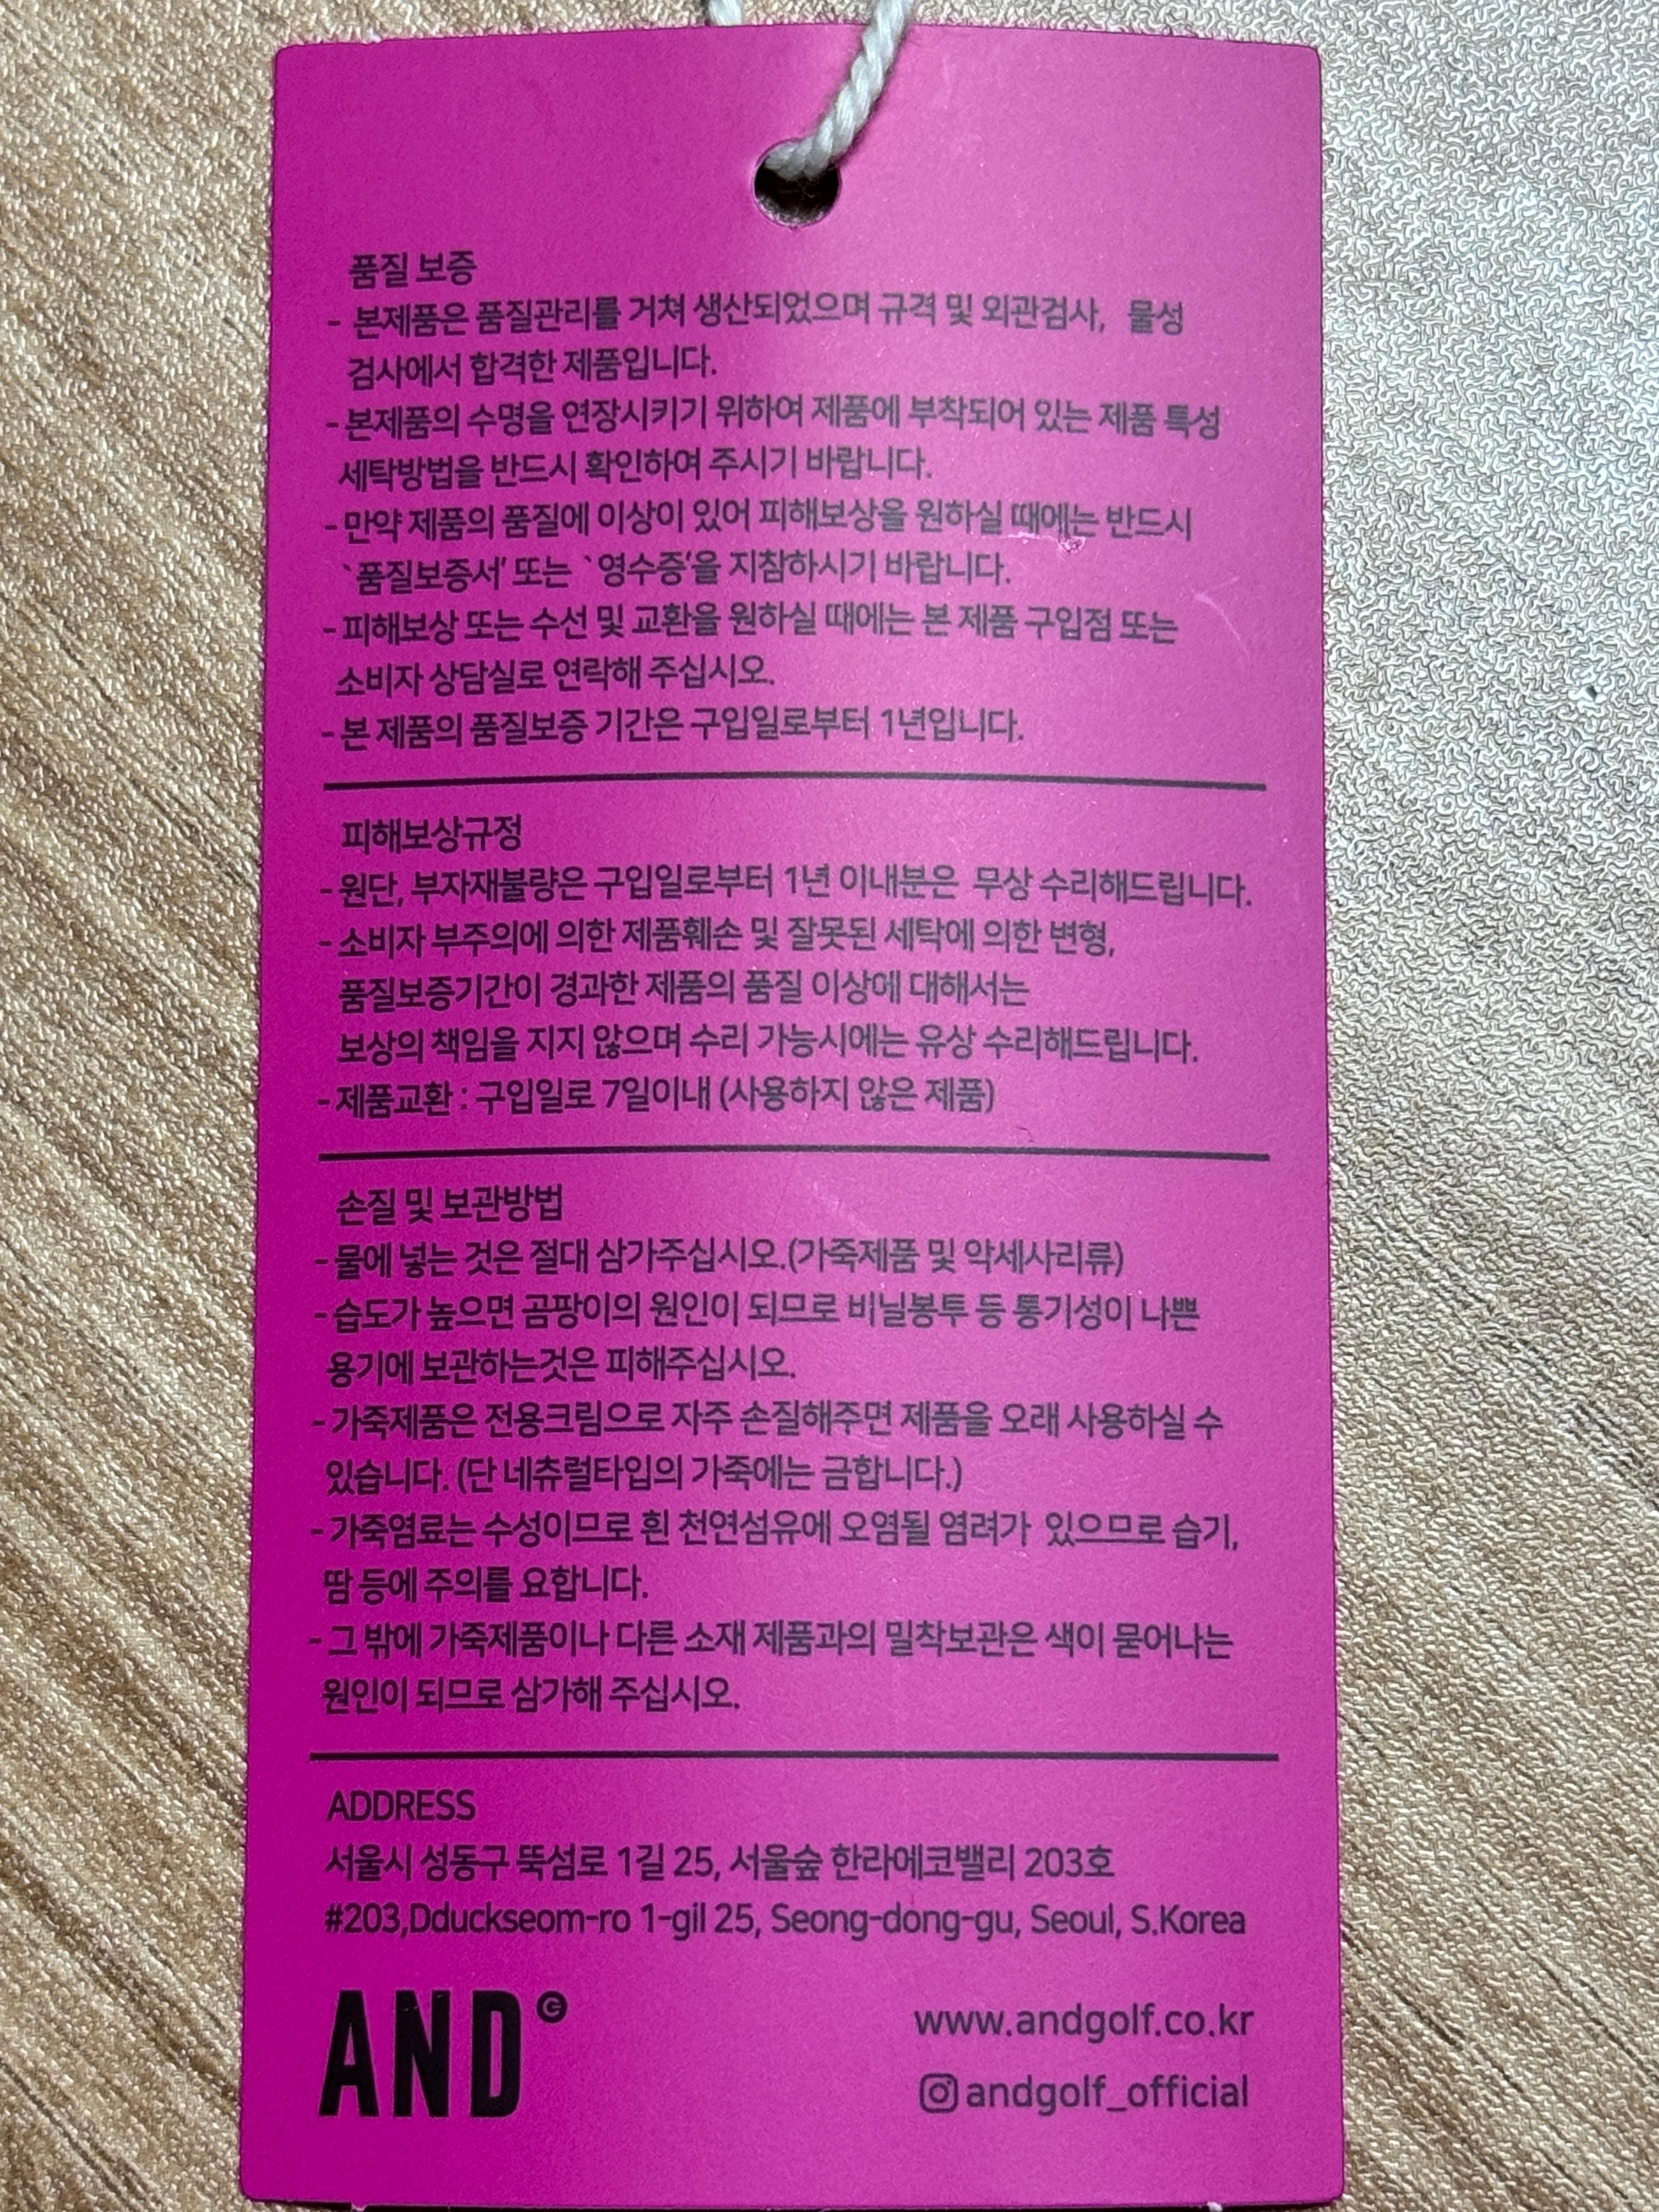 품질 보증
- 본제품은 품질관리를 거쳐 생산되었으며 규격 및 외관검사, 물성
검사에서 합격한 제품입니다.
- 본제품의 수명을 연장시키기 위하여 제품에 부착되어 있는 제품 특성
세탁방법을 반드시 확인하여 주시기 바랍니다.
- 만약 제품의 품질에 이상이 있어 피해보상을 원하실 때에는 반드시
`품질보증서' 또는 `영수증'을 지참하시기 바랍니다.
- 피해보상 또는 수선 및 교환을 원하실 때에는 본 제품 구입점 또는
소비자 상담실로 연락해 주십시오.
- 본 제품의 품질보증 기간은 구입일로부터 1년입니다.
피해보상규정
- 원단, 부자재불량은 구입일로부터 1년 이내분은 무상 수리해드립니다.
- 소비자 부주의에 의한 제품훼손 및 잘못된 세탁에 의한 변형,
품질보증기간이 경과한 제품의 품질 이상에 대해서는
보상의 책임을 지지 않으며 수리 가능시에는 유상 수리해드립니다.
- 제품교환 : 구입일로 7일이내 (사용하지 않은 제품)
손질 및 보관방법
- 물에 넣는 것은 절대 삼가주십시오.(가죽제품 및 악세사리류)
- 습도가 높으면 곰팡이의 원인이 되므로 비닐봉투 등 통기성이 나쁜
용기에 보관하는것은 피해주십시오.
- 가죽제품은 전용크림으로 자주 손질해주면 제품을 오래 사용하실 수
있습니다. (단 네츄럴타입의 가죽에는 금합니다.)
- 가죽염료는 수성이므로 흰 천연섬유에 오염될 염려가 있으므로 습기,
땀 등에 주의를 요합니다.
- 그 밖에 가죽제품이나 다른 소재 제품과의 밀착보관은 색이 묻어나는
원인이 되므로 삼가해 주십시오.
ADDRESS
서울시 성동구 뚝섬로 1길 25, 서울숲 한라에코밸리 203호
#203,Dduckseom-ro 1-gil 25, Seong-dong-gu, Seoul, S.Korea
AND G
www.andgolf.co.kr
andgolf_official